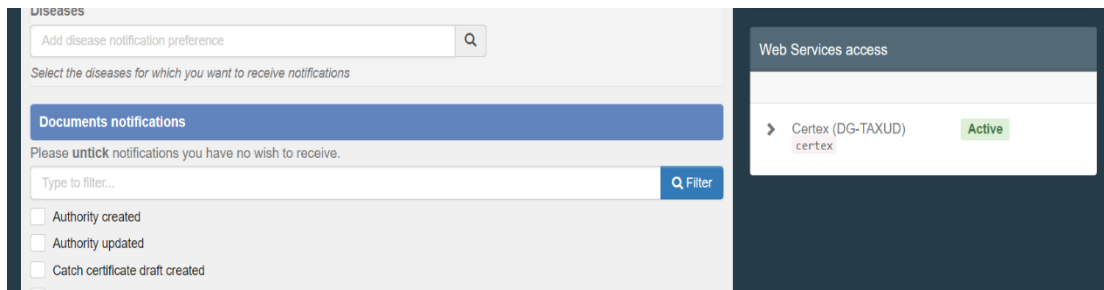 Diseases
Add disease notification preference
Select the diseases for which you want to receive notifications
Documents notifications
Please untick notifications you have no wish to receive.
Type to filter...
Filter
Authority created
Authority updated
Catch certificate draft created
Web Services access
Certex (DG-TAXUD)
Active
certex